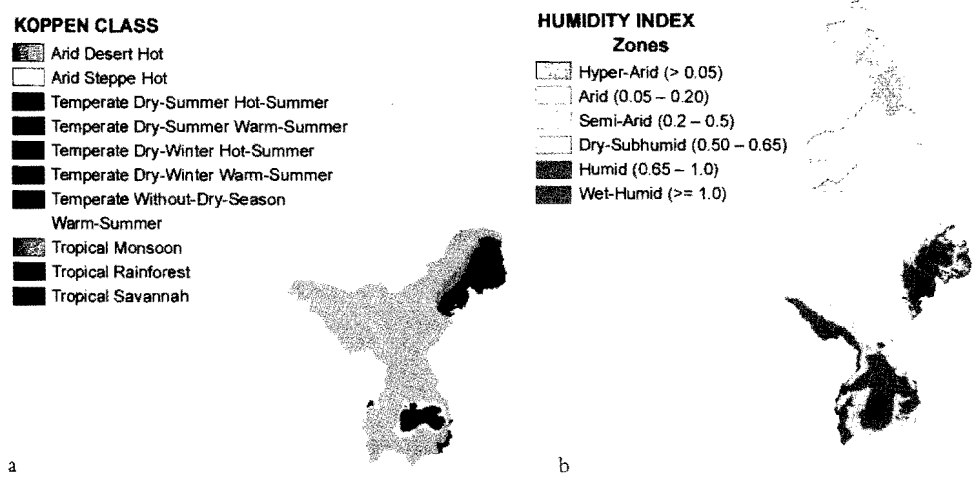 KOPPEN CLASS
Arid Desert Hot
Arid Steppe Hot
Temperate Dry-Summer Hot-Summer
Temperate Dry-Summer Warm-Summer
Temperate Dry-Winter Hot-Summer
Temperate Dry-Winter Warm-Summer
Temperate Without-Dry-Season
Warm-Summer
Tropical Monsoon
Tropical Rainforest
Tropical Savannah
a
HUMIDITY INDEX
Zones
Hyper-Arid (> 0.05)
Arid (0.05 – 0.20)
Semi-Arid (0.2 – 0.5)
Dry-Subhumid (0.50 – 0.65)
Humid (0.65 – 1.0)
Wet-Humid (>= 1.0)
b